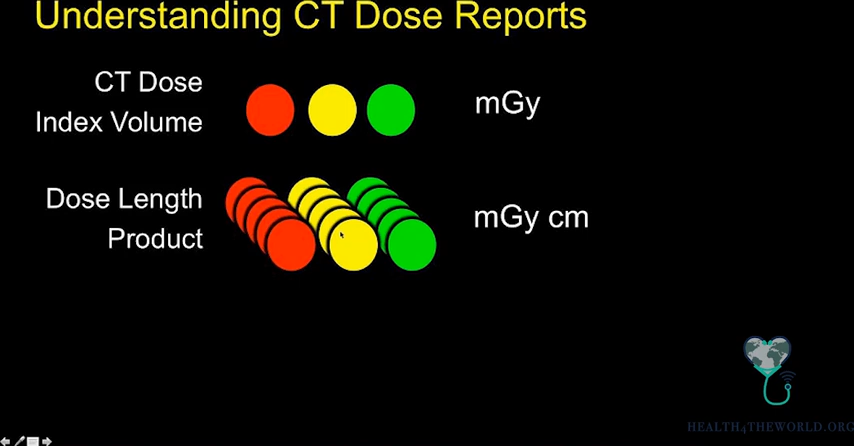 Understanding CT Dose Reports
CT Dose
Index Volume
mGy
Dose Length
Product
mGy cm
HEALTH4THEWORLD.ORG